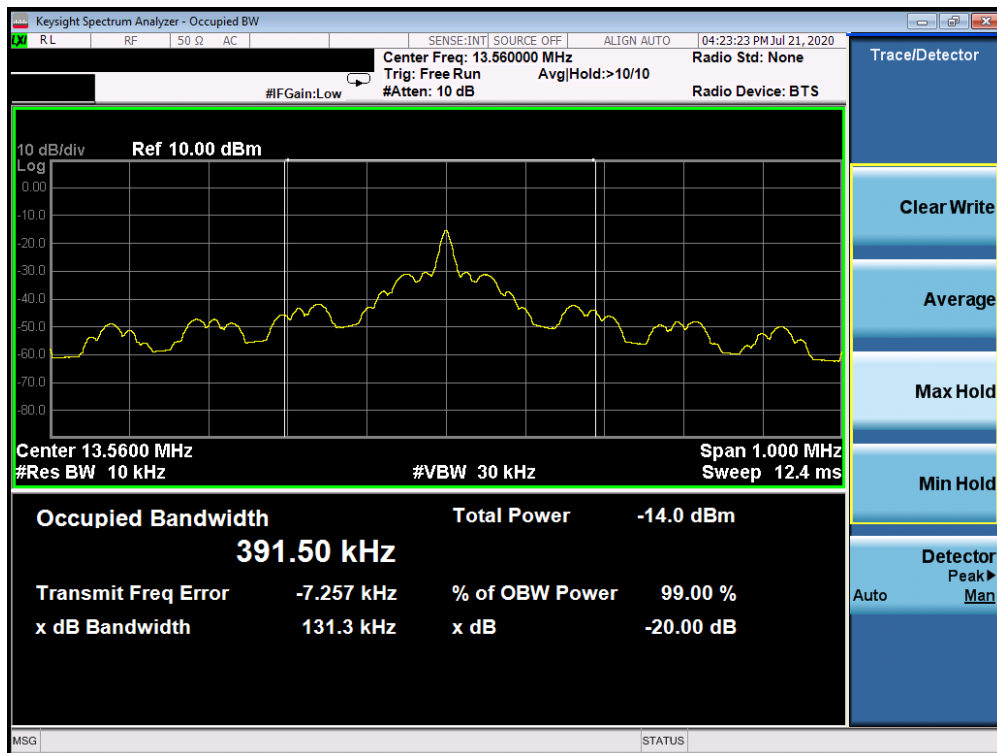 Keysight Spectrum Analyzer - Occupied BW
LXI RL RF 50 Ω AC SENSE:INT SOURCE OFF ALIGN AUTO 04:23:23 PM Jul 21, 2020
Center Freq: 13.560000 MHz Radio Std: None
Trig: Free Run Avg|Hold:>10/10
#IFGain:Low #Atten: 10 dB Radio Device: BTS
10 dB/div Ref 10.00 dBm
Log
0.00
-10.0
-20.0
-30.0
-40.0
-50.0
-60.0
-70.0
-80.0
Center 13.5600 MHz Span 1.000 MHz
#Res BW 10 kHz #VBW 30 kHz Sweep 12.4 ms
Occupied Bandwidth Total Power -14.0 dBm
391.50 kHz
Transmit Freq Error -7.257 kHz % of OBW Power 99.00 %
x dB Bandwidth 131.3 kHz x dB -20.00 dB
MSG STATUS
Trace/Detector
Clear Write
Average
Max Hold
Min Hold
Detector
Peak▶
Auto Man